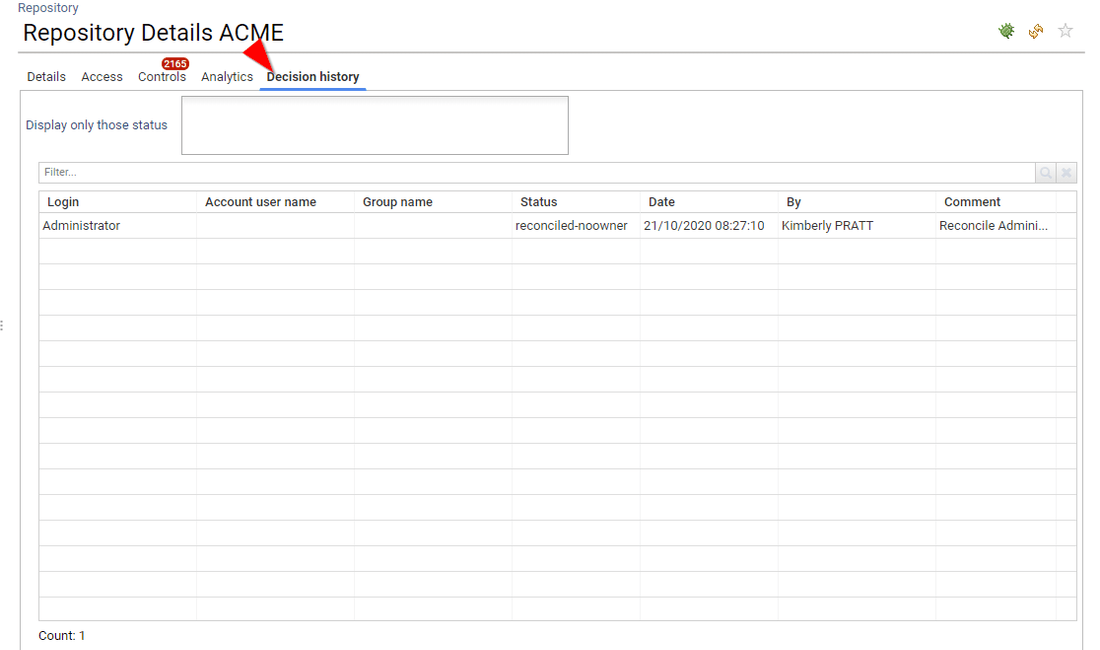 Repository
Repository Details ACME
2165
Details Access Controls Analytics Decision history
Display only those status
Filter...
Login Account user name Group name Status Date By Comment
Administrator reconciled-noowner 21/10/2020 08:27:10 Kimberly PRATT Reconcile Admini...
Count: 1